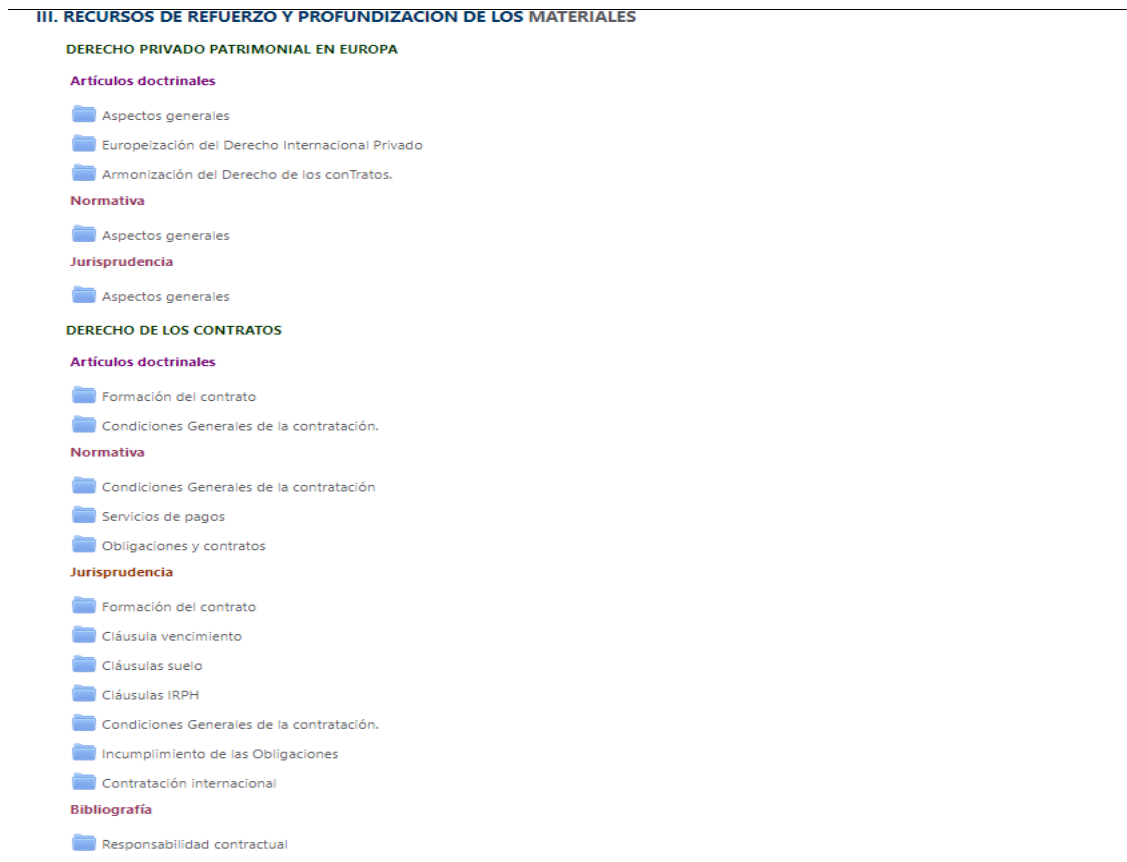 III. RECURSOS DE REFUERZO Y PROFUNDIZACION DE LOS MATERIALES
DERECHO PRIVADO PATRIMONIAL EN EUROPA
Artículos doctrinales
Aspectos generales
Europeización del Derecho Internacional Privado
Armonización del Derecho de los conTratos.
Normativa
Aspectos generales
Jurisprudencia
Aspectos generales
DERECHO DE LOS CONTRATOS
Artículos doctrinales
Formación del contrato
Condiciones Generales de la contratación.
Normativa
Condiciones Generales de la contratación
Servicios de pagos
Obligaciones y contratos
Jurisprudencia
Formación del contrato
Cláusula vencimiento
Cláusulas suelo
Cláusulas IRPH
Condiciones Generales de la contratación.
Incumplimiento de las Obligaciones
Contratación internacional
Bibliografía
Responsabilidad contractual